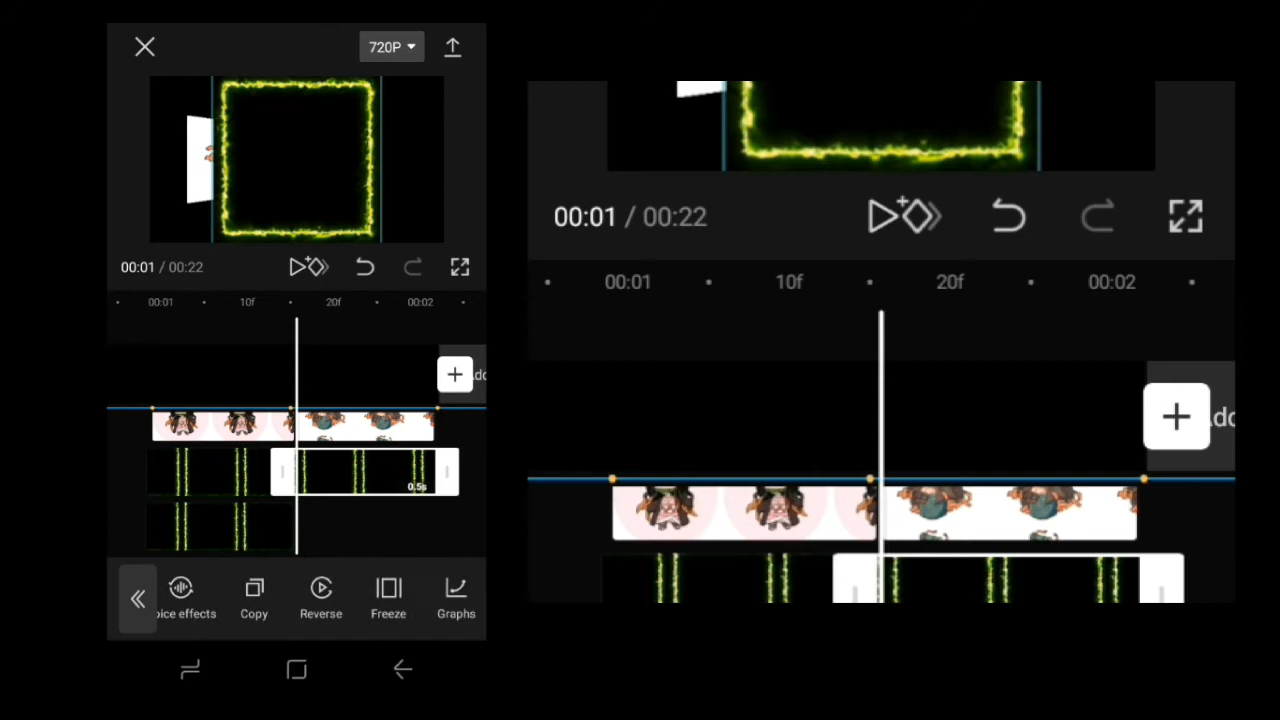 720P
00:01 / 00:22
00:01 10f 20f 00:02
0.5s
oice effects Copy Reverse Freeze Graphs
00:01 / 00:22
00:01 10f 20f 00:02